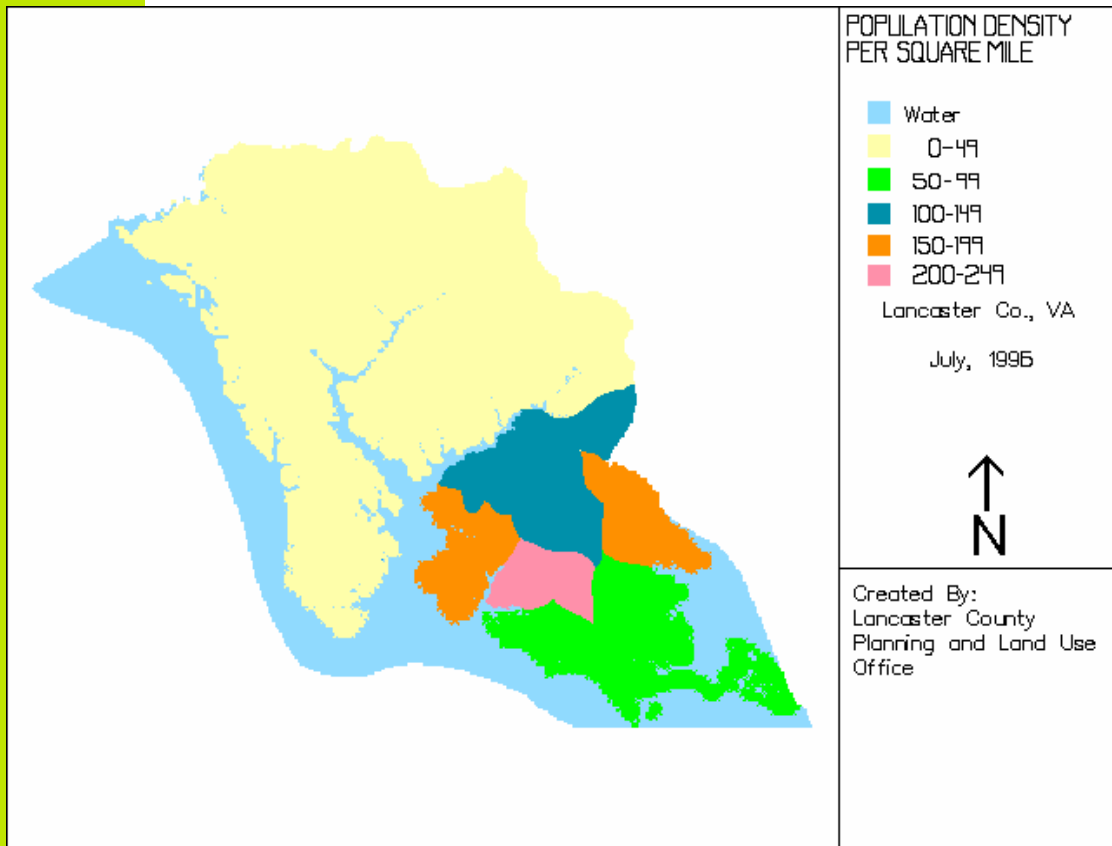 POPULATION DENSITY
PER SQUARE MILE
Water
0-49
50-99
100-149
150-199
200-249
Lancaster Co., VA
July, 1996
N
Created By:
Lancaster County
Planning and Land Use
Office